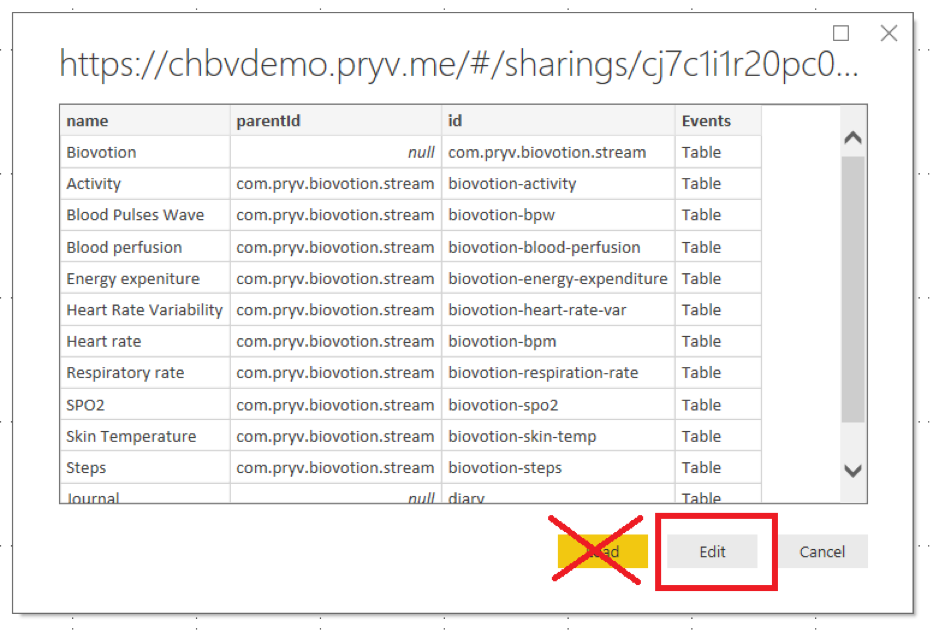 https://chbvdemo.pryv.me/#/sharings/cj7c1i1r20pc0...
name parentId id Events
Biovotion null com.pryv.biovotion.stream Table
Activity com.pryv.biovotion.stream biovotion-activity Table
Blood Pulses Wave com.pryv.biovotion.stream biovotion-bpw Table
Blood perfusion com.pryv.biovotion.stream biovotion-blood-perfusion Table
Energy expeniture com.pryv.biovotion.stream biovotion-energy-expenditure Table
Heart Rate Variability com.pryv.biovotion.stream biovotion-heart-rate-var Table
Heart rate com.pryv.biovotion.stream biovotion-bpm Table
Respiratory rate com.pryv.biovotion.stream biovotion-respiration-rate Table
SPO2 com.pryv.biovotion.stream biovotion-spo2 Table
Skin Temperature com.pryv.biovotion.stream biovotion-skin-temp Table
Steps com.pryv.biovotion.stream biovotion-steps Table
Journal null diary Table
Load Edit Cancel